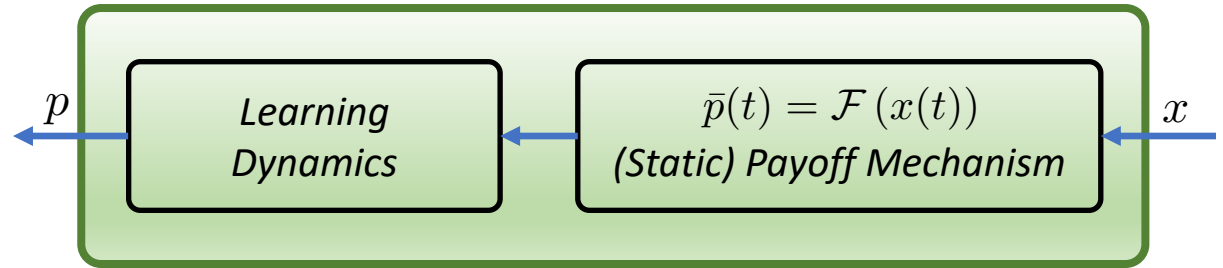 p
Learning
Dynamics
p̄(t) = ℱ (x(t))
(Static) Payoff Mechanism
x